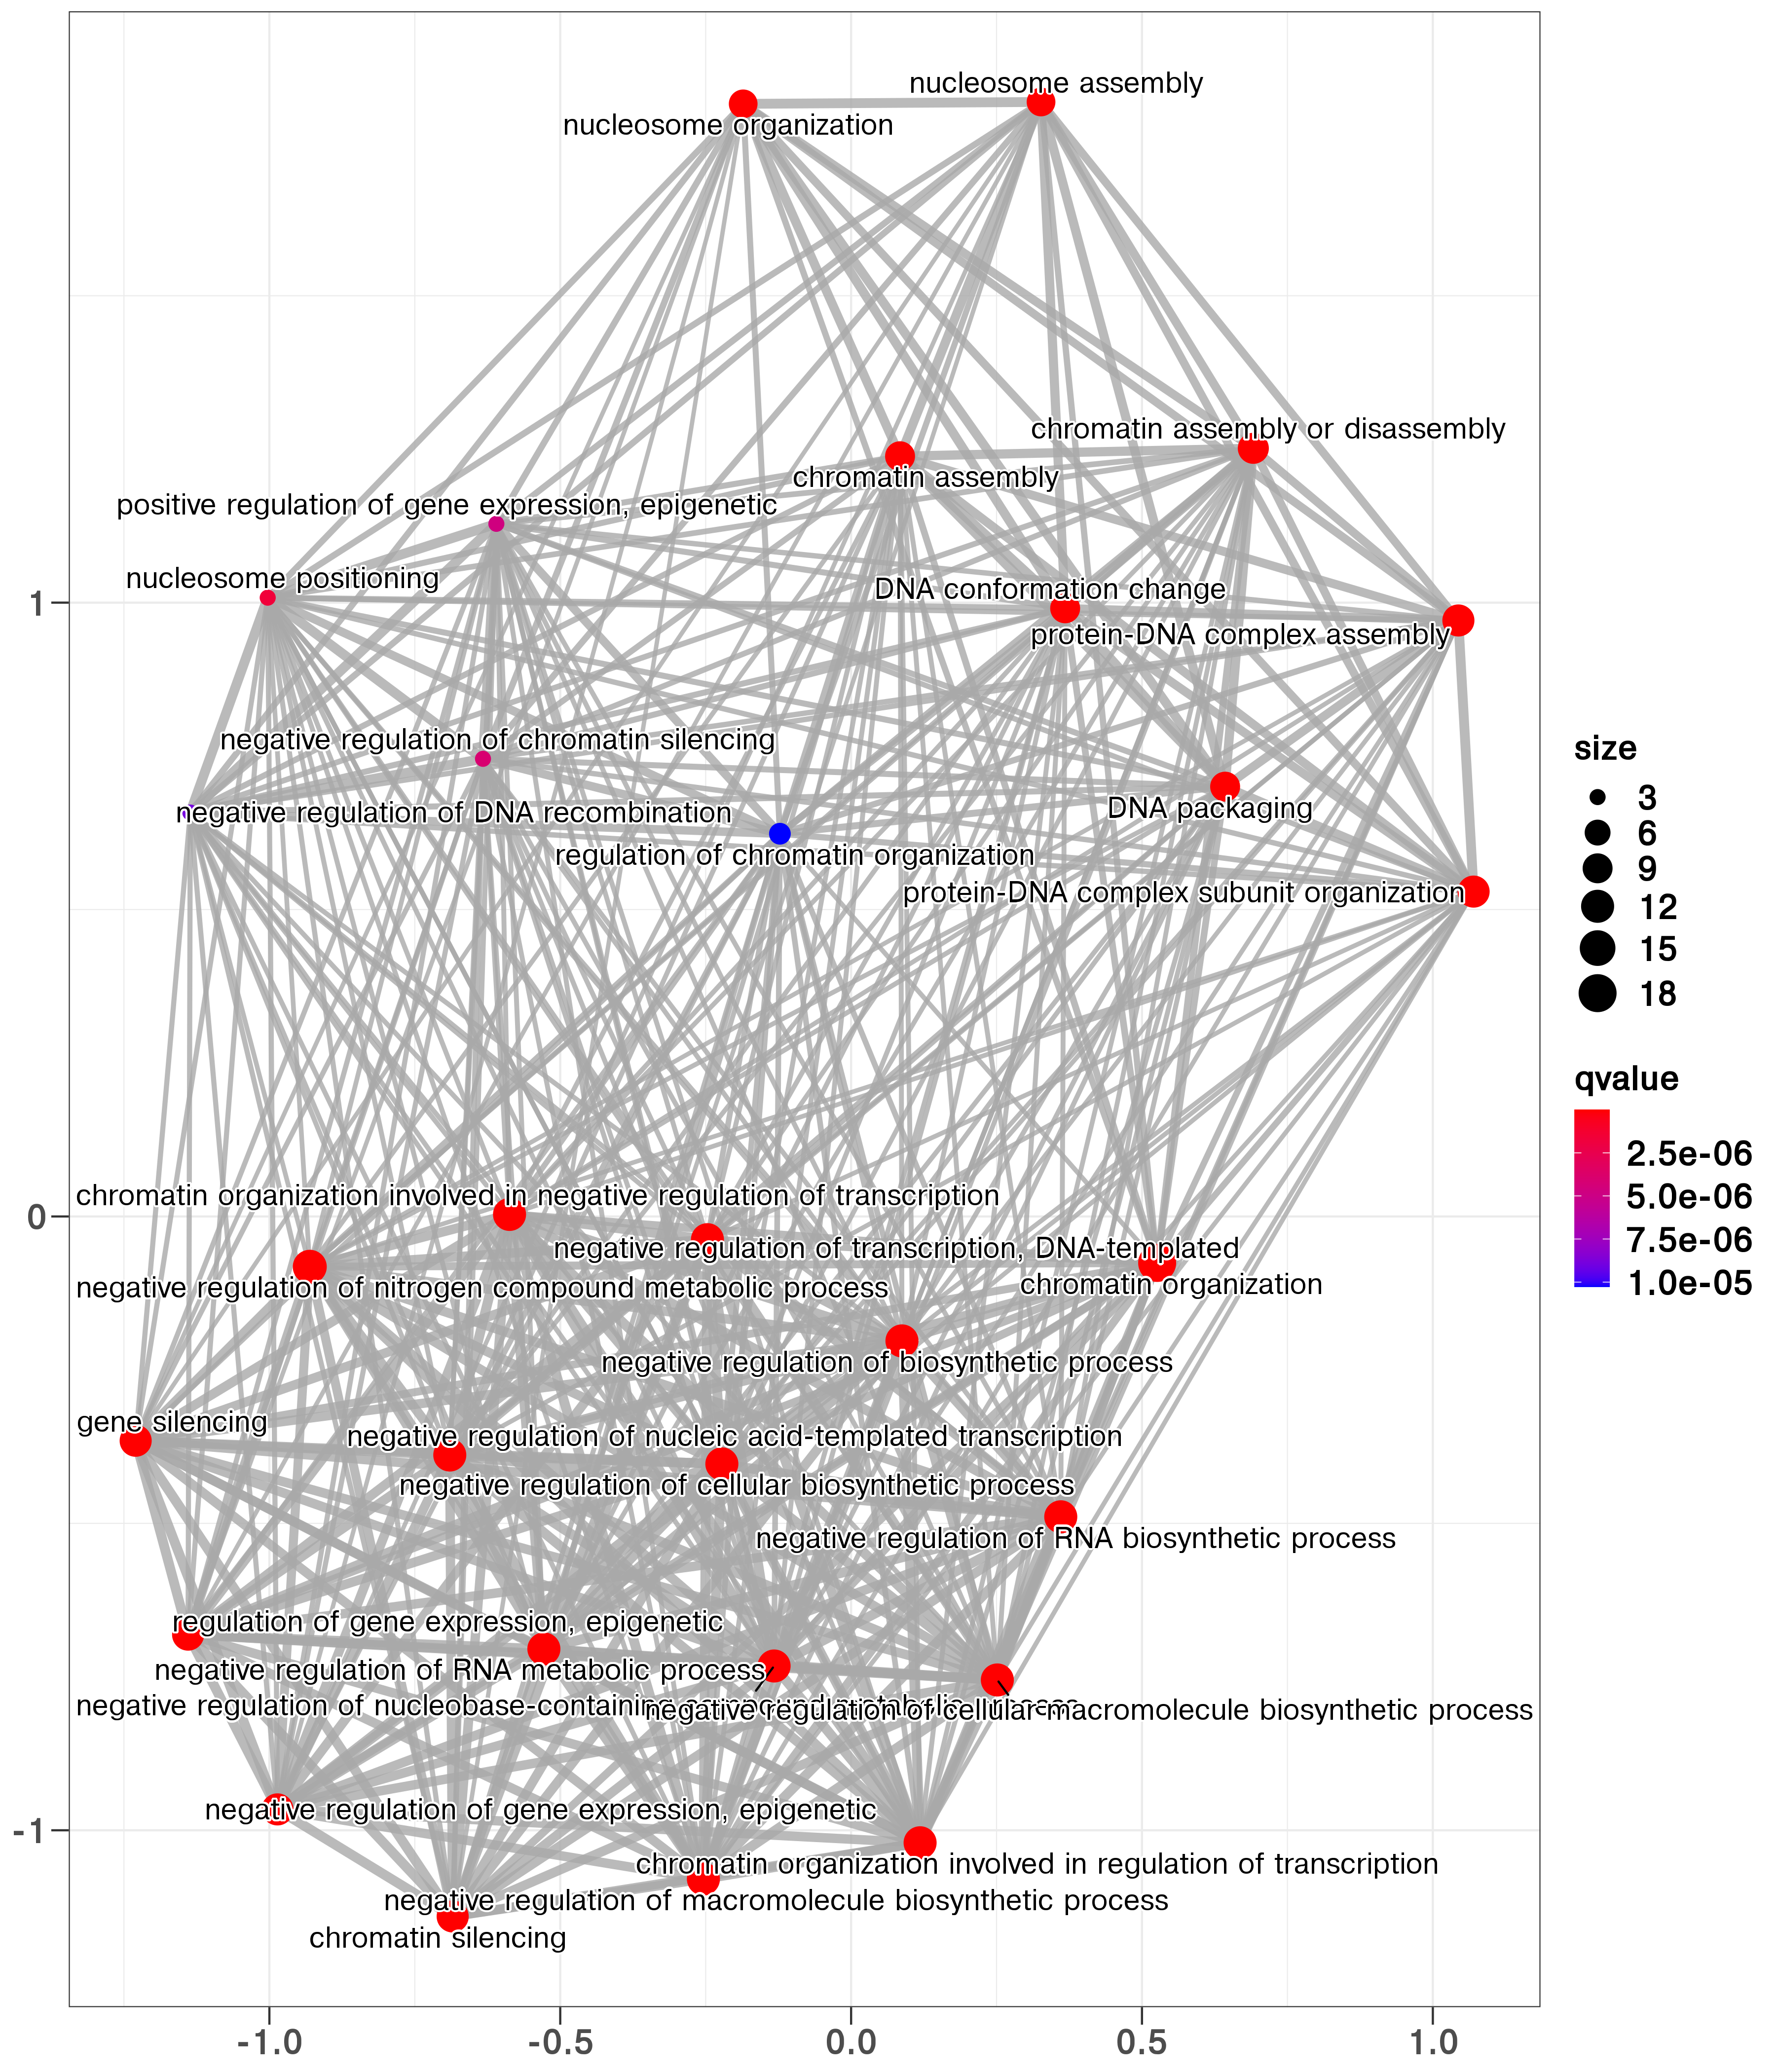 nucleosome assembly
nucleosome organization
chromatin assembly or disassembly
chromatin assembly
positive regulation of gene expression, epigenetic
nucleosome positioning
DNA conformation change
1
protein-DNA complex assembly
negative regulation of chromatin silencing
size
3
DNA packaging
negative regulation of DNA recombination
6
regulation of chromatin organization
9
protein-DNA complex subunit organization
12
15
18
qvalue
2.5e-06
5.0e-06
7.5e-06
1.0e-05
chromatin organization involved in negative regulation of transcription
0
negative regulation of transcription, DNA-templated
chromatin organization
negative regulation of nitrogen compound metabolic process
negative regulation of biosynthetic process
gene silencing
negative regulation of nucleic acid-templated transcription
negative regulation of cellular biosynthetic process
negative regulation of RNA biosynthetic process
regulation of gene expression, epigenetic
negative regulation of RNA metabolic process
negative regulation of nucleobase-containing
negative regulation of cellular macromolecule biosynthetic process
negative regulation of gene expression, epigenetic
-1
chromatin organization involved in regulation of transcription
negative regulation of macromolecule biosynthetic process
chromatin silencing
-1.0
-0.5
0.0
0.5
1.0